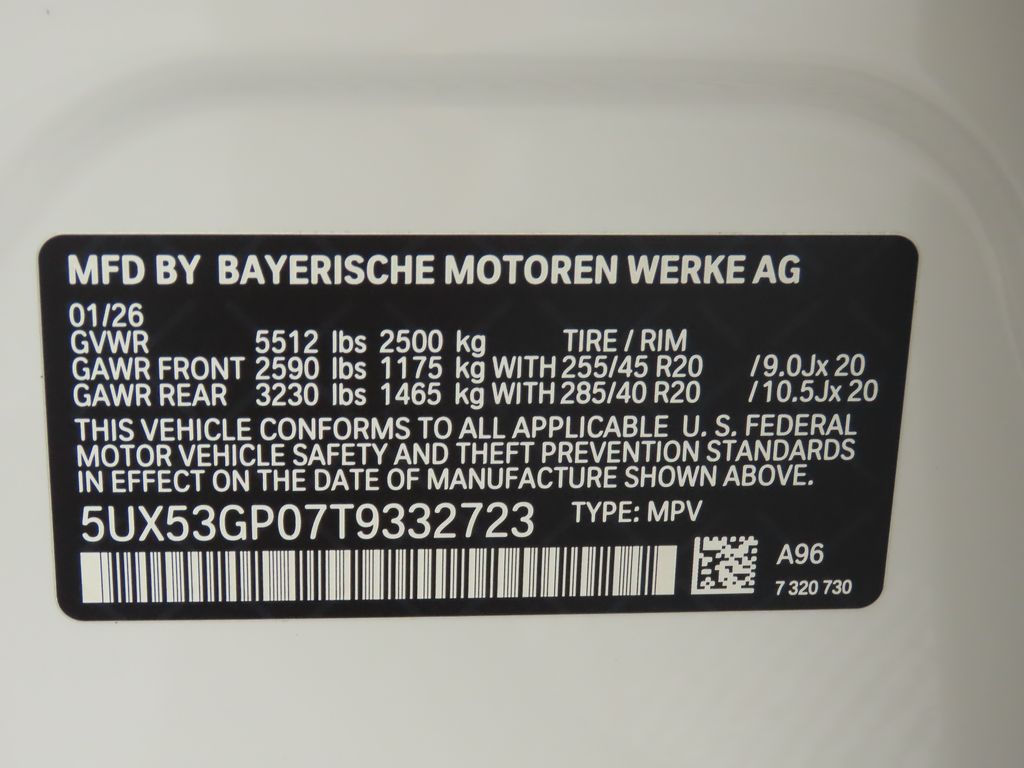 MFD BY BAYERISCHE MOTOREN WERKE AG
01/26
GVWR 5512 lbs 2500 kg TIRE / RIM
GAWR FRONT 2590 lbs 1175 kg WITH 255/45 R20 /9.0Jx 20
GAWR REAR 3230 lbs 1465 kg WITH 285/40 R20 /10.5Jx 20
THIS VEHICLE CONFORMS TO ALL APPLICABLE U. S. FEDERAL
MOTOR VEHICLE SAFETY AND THEFT PREVENTION STANDARDS
IN EFFECT ON THE DATE OF MANUFACTURE SHOWN ABOVE.
5UX53GP07T9332723 TYPE: MPV
A96
7 320 730